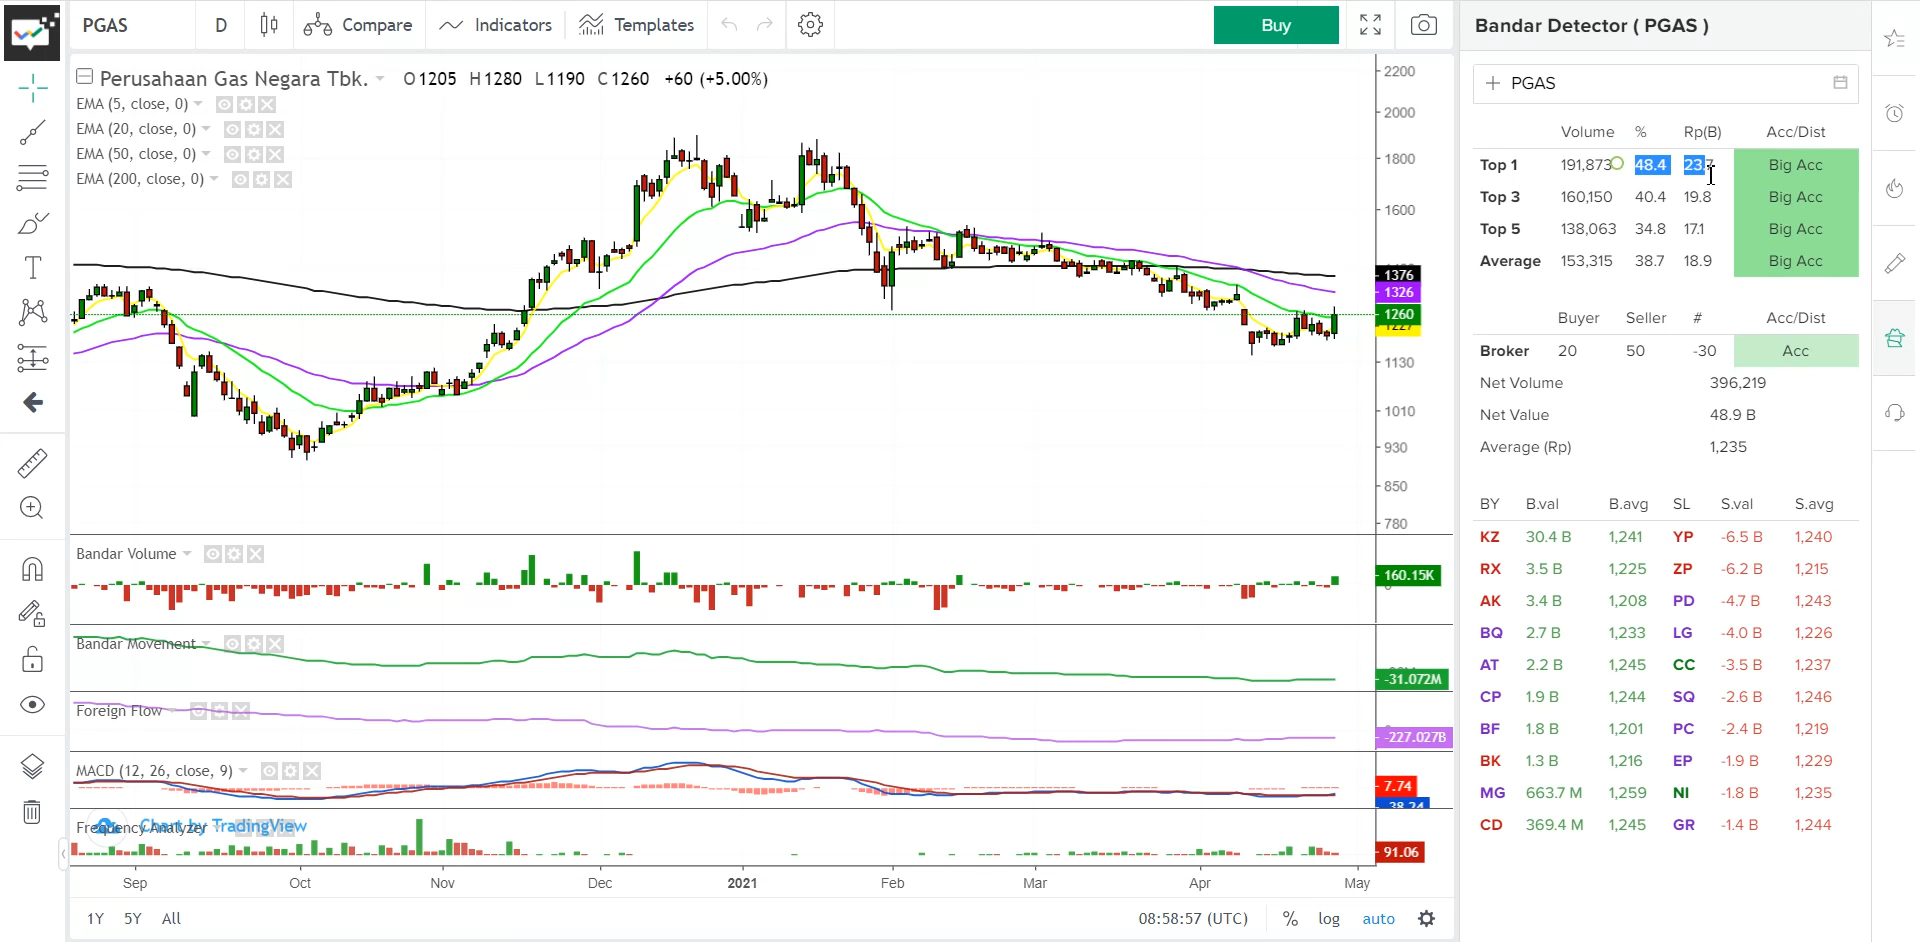 PGAS
D
Compare
Indicators
Templates
Buy
Bandar Detector ( PGAS )
Perusahaan Gas Negara Tbk. O1205 H1280 L1190 C1260 +60 (+5.00%)
EMA (5, close, 0)
EMA (20, close, 0)
EMA (50, close, 0)
EMA (200, close, 0)
2200
2000
1800
1600
1376
1326
1260
1227
1130
1010
930
850
780
Bandar Volume
160.15K
Bandar Movement
-31.072M
Foreign Flow
-227.027B
MACD (12, 26, close, 9)
7.74
-38.24
Frequency Analyzer
Chart by TradingView
91.06
Sep Oct Nov Dec 2021 Feb Mar Apr May
1Y 5Y All
08:58:57 (UTC) % log auto
PGAS
Volume % Rp(B) Acc/Dist
Top 1 191,873 48.4 23.7 Big Acc
Top 3 160,150 40.4 19.8 Big Acc
Top 5 138,063 34.8 17.1 Big Acc
Average 153,315 38.7 18.9 Big Acc
Buyer Seller # Acc/Dist
Broker 20 50 -30 Acc
Net Volume 396,219
Net Value 48.9 B
Average (Rp) 1,235
BY B.val B.avg SL S.val S.avg
KZ 30.4 B 1,241 YP -6.5 B 1,240
RX 3.5 B 1,225 ZP -6.2 B 1,215
AK 3.4 B 1,208 PD -4.7 B 1,243
BQ 2.7 B 1,233 LG -4.0 B 1,226
AT 2.2 B 1,245 CC -3.5 B 1,237
CP 1.9 B 1,244 SQ -2.6 B 1,246
BF 1.8 B 1,201 PC -2.4 B 1,219
BK 1.3 B 1,216 EP -1.9 B 1,229
MG 663.7 M 1,259 NI -1.8 B 1,235
CD 369.4 M 1,245 GR -1.4 B 1,244